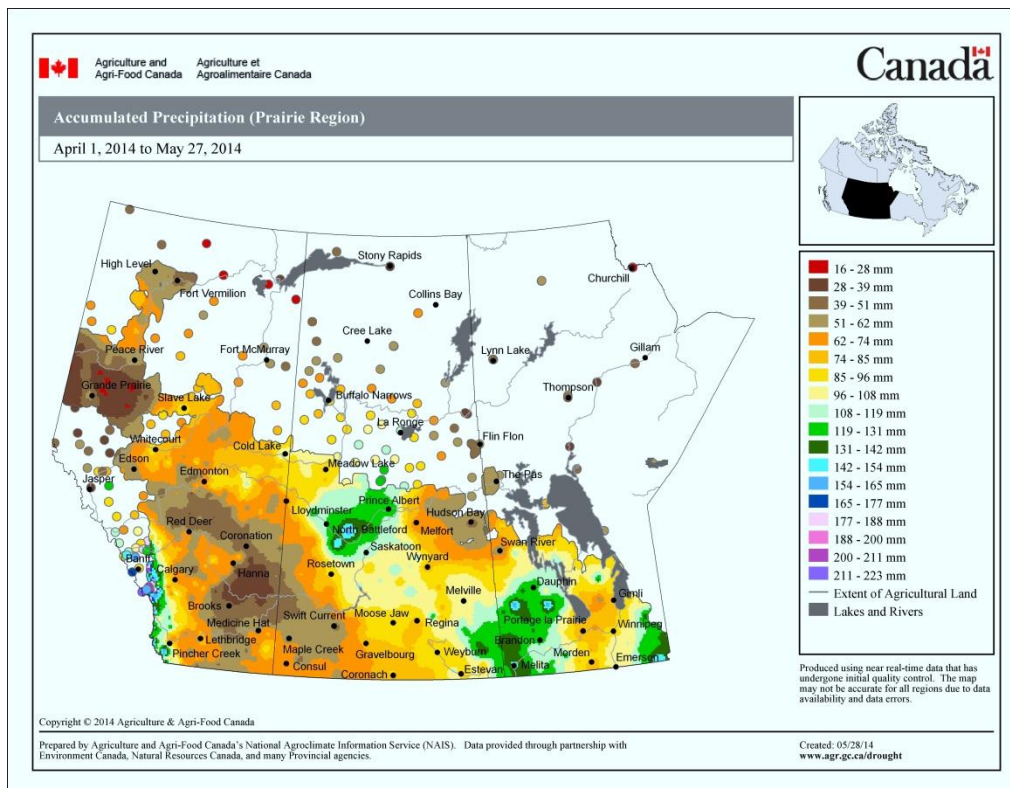 Agriculture and
Agri-Food Canada
Agriculture et
Agroalimentaire Canada
Canada
Accumulated Precipitation (Prairie Region)
April 1, 2014 to May 27, 2014
High Level
Fort Vermilion
Stony Rapids
Churchill
Collins Bay
Cree Lake
Peace River
Fort McMurray
Lynn Lake
Gillam
Grande Prairie
Slave Lake
Buffalo Narrows
Thompson
La Ronge
Whitecourt
Flin Flon
Edson
Cold Lake
Meadow Lake
Jasper
Edmonton
The Pas
Lloydminster
Prince Albert
Hudson Bay
Red Deer
North Battleford
Melfort
Coronation
Saskatoon
Swan River
Banff
Calgary
Hanna
Rosetown
Wynyard
Dauphin
Gimli
Brooks
Melville
Medicine Hat
Swift Current
Moose Jaw
Regina
Portage la Prairie
Winnipeg
Lethbridge
Maple Creek
Gravelbourg
Weyburn
Brandon
Pincher Creek
Morden
Emerson
Consul
Coronach
Estevan
Melita
16 - 28 mm
28 - 39 mm
39 - 51 mm
51 - 62 mm
62 - 74 mm
74 - 85 mm
85 - 96 mm
96 - 108 mm
108 - 119 mm
119 - 131 mm
131 - 142 mm
142 - 154 mm
154 - 165 mm
165 - 177 mm
177 - 188 mm
188 - 200 mm
200 - 211 mm
211 - 223 mm
Extent of Agricultural Land
Lakes and Rivers
Produced using near real-time data that has
undergone initial quality control. The map
may not be accurate for all regions due to data
availability and data errors.
Copyright © 2014 Agriculture & Agri-Food Canada
Prepared by Agriculture and Agri-Food Canada's National Agroclimate Information Service (NAIS). Data provided through partnership with
Environment Canada, Natural Resources Canada, and many Provincial agencies.
Created: 05/28/14
www.agr.gc.ca/drought